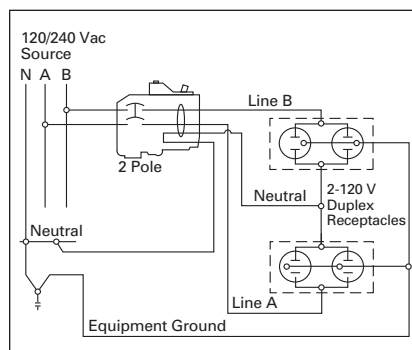 120/240 Vac
Source
N A B
Line B
2 Pole
Neutral
2-120 V
Duplex
Receptacles
Neutral
Line A
Equipment Ground